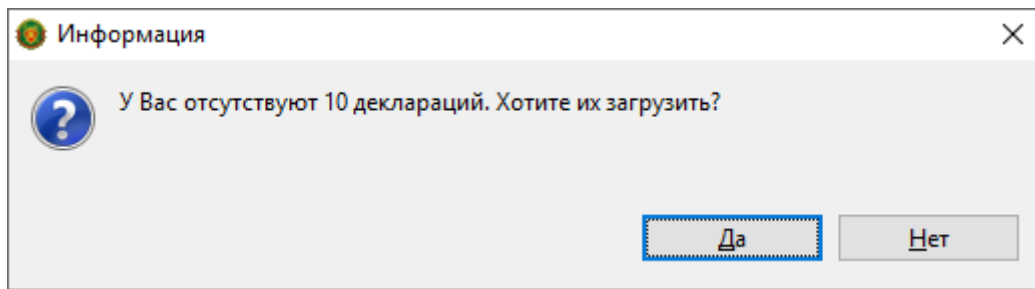 Информация
У Вас отсутствуют 10 деклараций. Хотите их загрузить?
Да
Нет